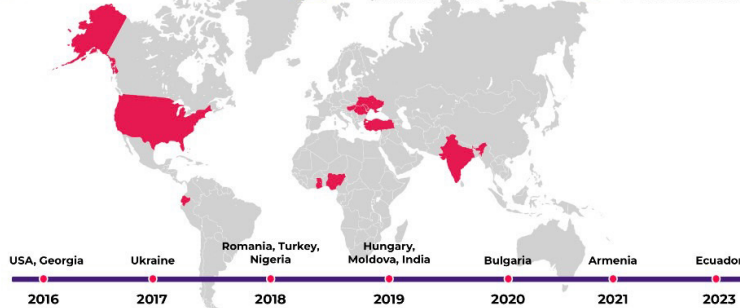 USA, Georgia
Ukraine
Romania, Turkey,
Nigeria
Hungary,
Moldova, India
Bulgaria
Armenia
Ecuador
2016
2017
2018
2019
2020
2021
2023